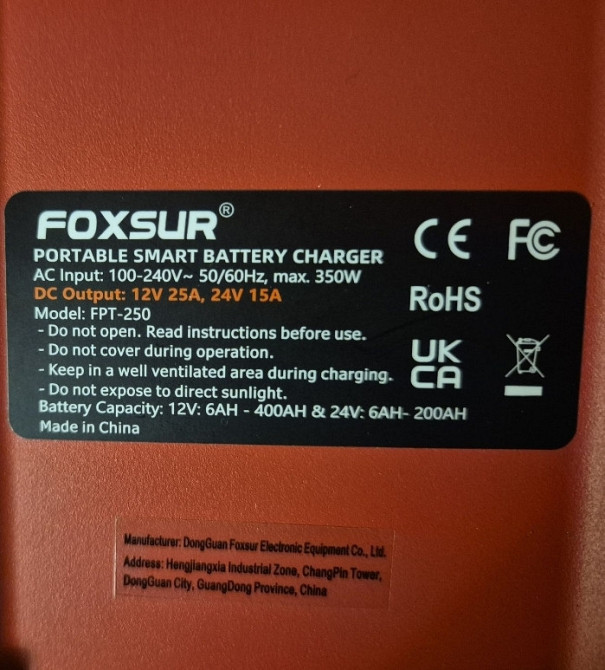 FOXSUR®
PORTABLE SMART BATTERY CHARGER
AC Input: 100-240V~ 50/60Hz, max. 350W
DC Output: 12V 25A, 24V 15A
Model: FPT-250
- Do not open. Read instructions before use.
- Do not cover during operation.
- Keep in a well ventilated area during charging.
- Do not expose to direct sunlight.
Battery Capacity: 12V: 6AH - 400AH & 24V: 6AH- 200AH
Made in China
CE FC
RoHS
UK
CA
Manufacturer: DongGuan Foxsur Electronic Equipment Co., Ltd.
Address: Hengjiangxia Industrial Zone, ChangPin Tower,
DongGuan City, GuangDong Province, China